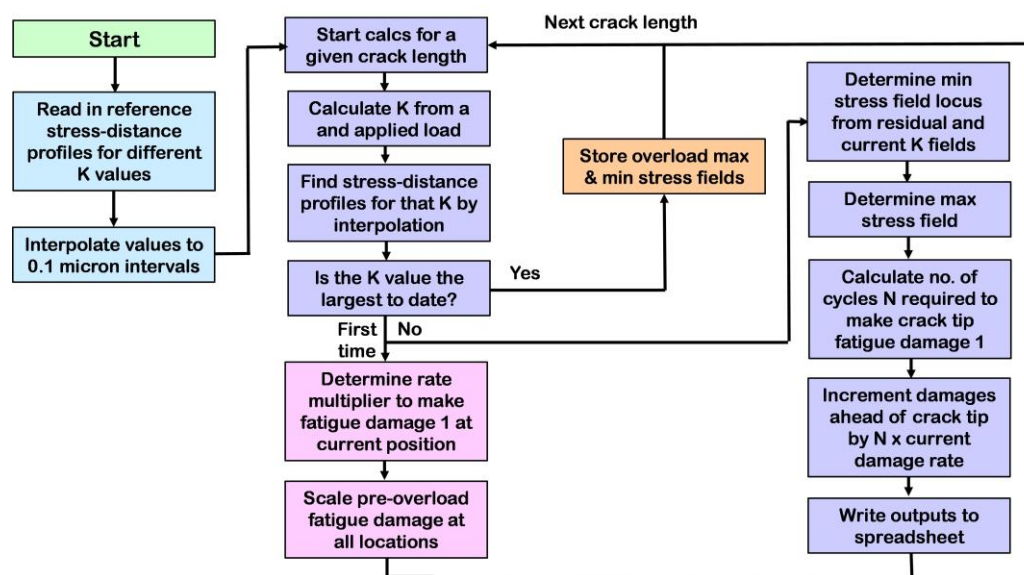 Start
Read in reference
stress-distance
profiles for different
K values
Interpolate values to
0.1 micron intervals
Next crack length
Start calcs for a
given crack length
Calculate K from a
and applied load
Find stress-distance
profiles for that K by
interpolation
Is the K value the
largest to date?
Yes
Store overload max
& min stress fields
First
time
No
Determine rate
multiplier to make
fatigue damage 1 at
current position
Scale pre-overload
fatigue damage at
all locations
Determine min
stress field locus
from residual and
current K fields
Determine max
stress field
Calculate no. of
cycles N required to
make crack tip
fatigue damage 1
Increment damages
ahead of crack tip
by N x current
damage rate
Write outputs to
spreadsheet